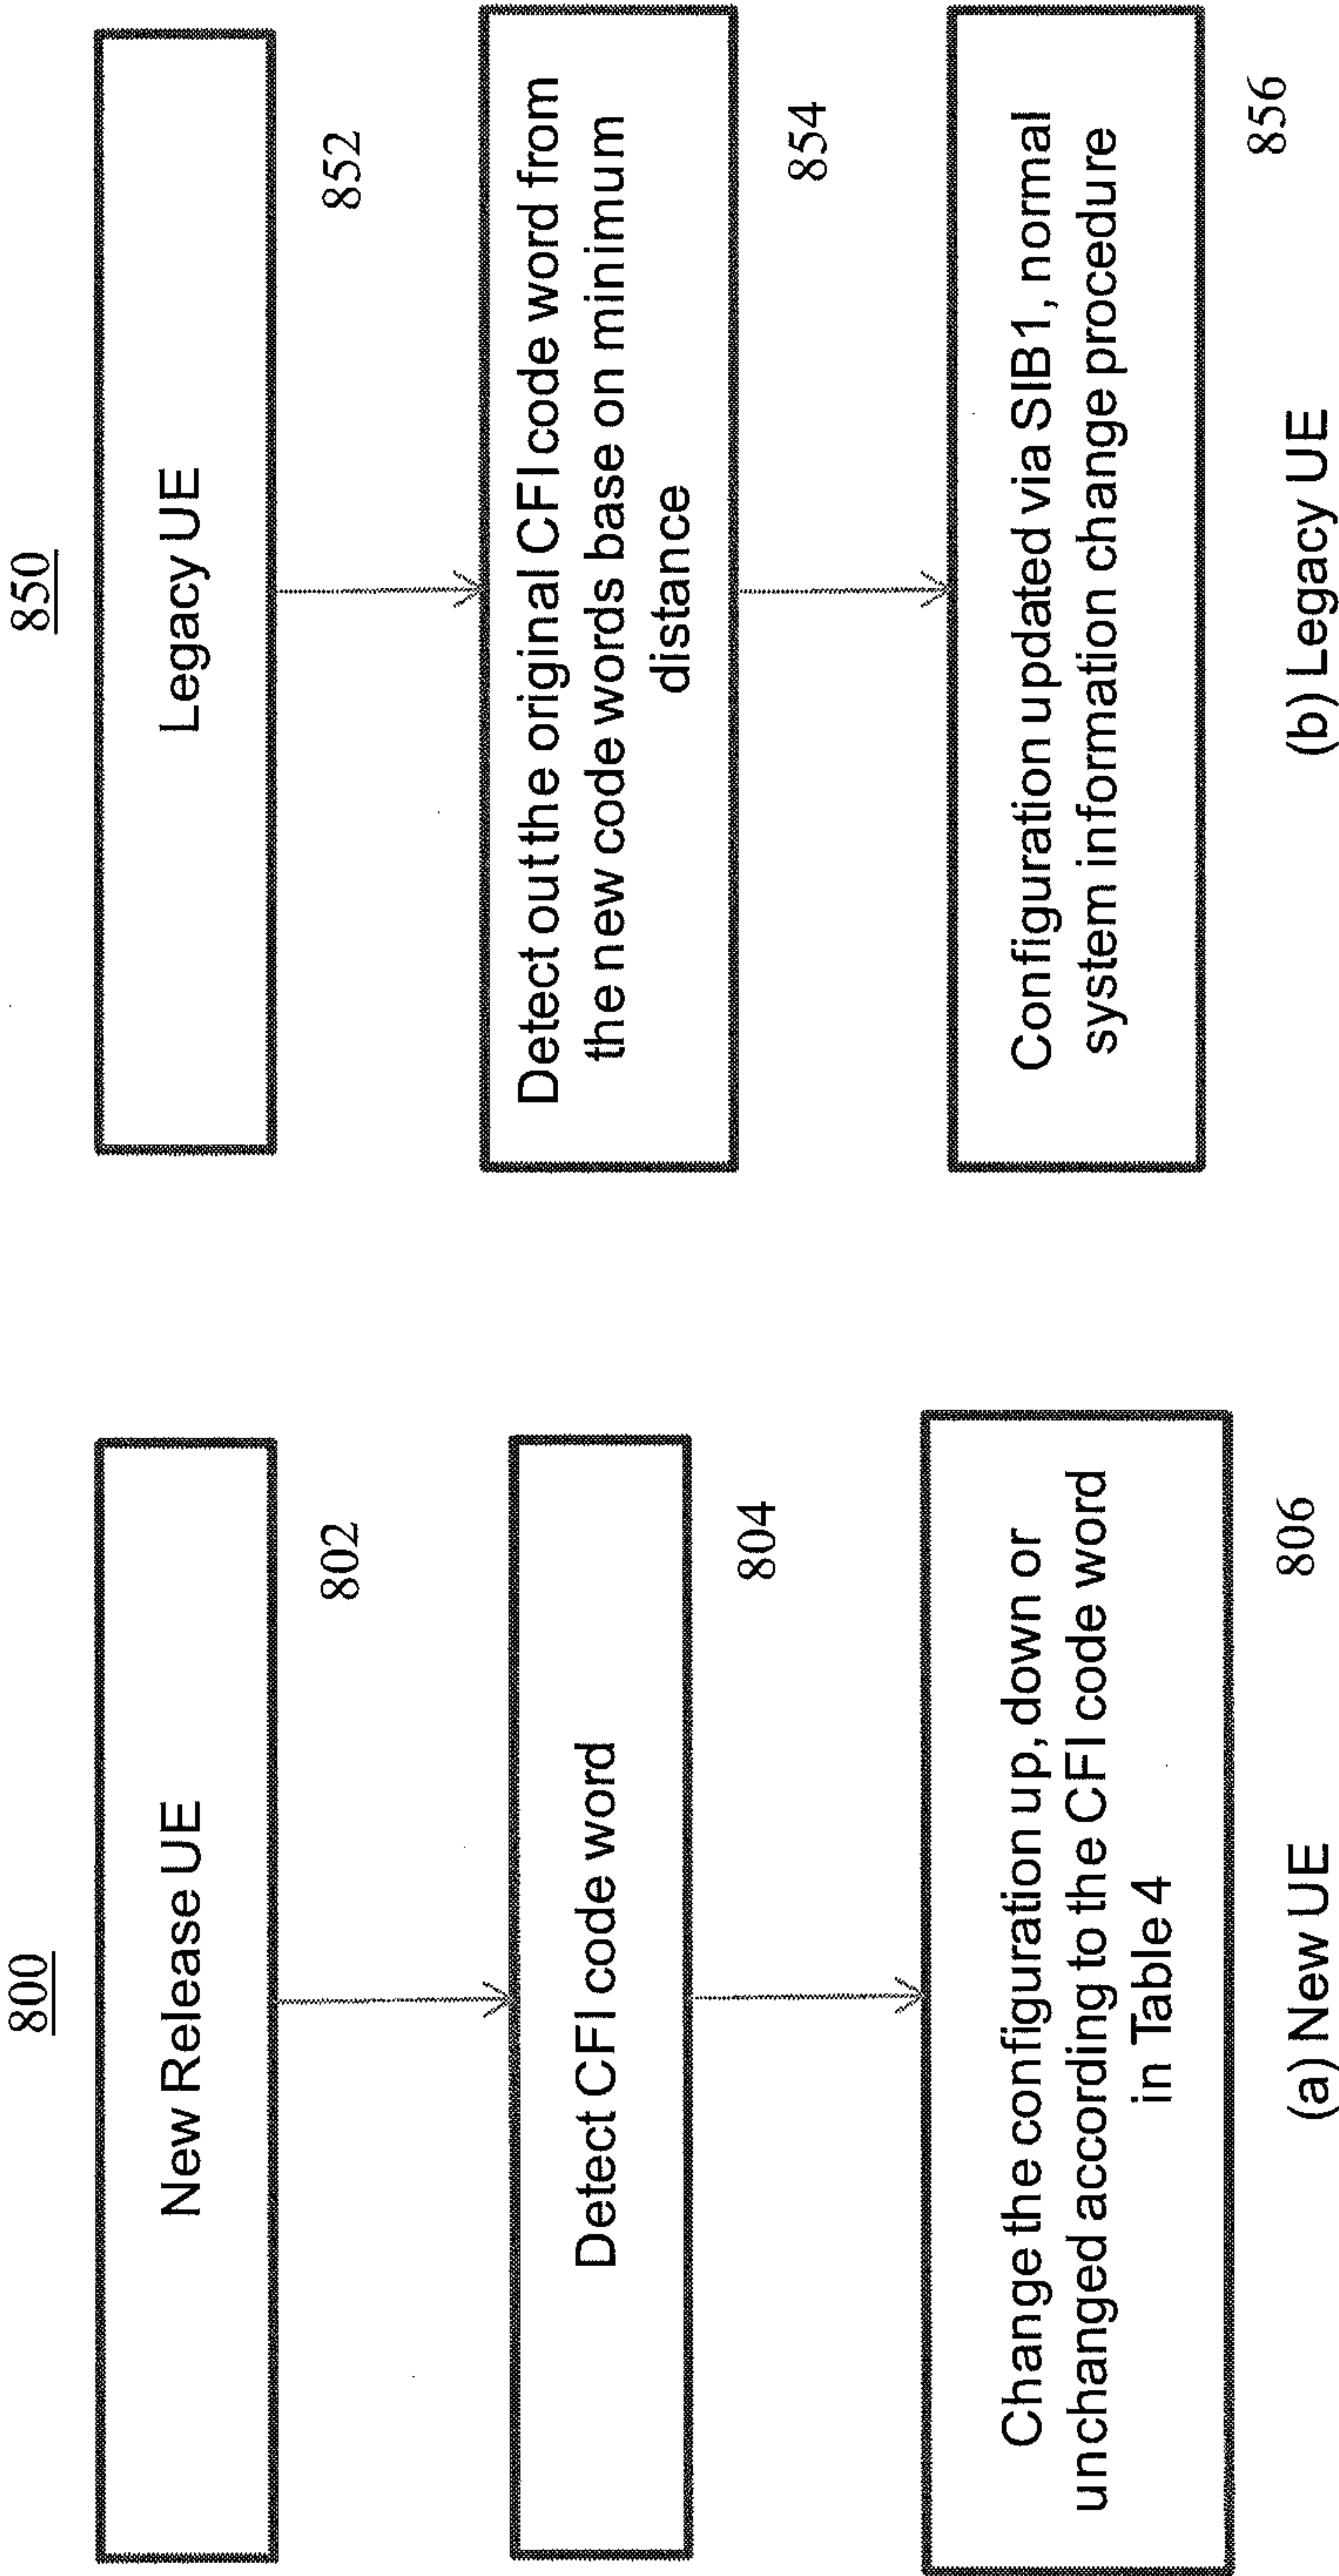 800
New Release UE
802
Detect CFI code word
804
Change the configuration up, down or
unchanged according to the CFI code word
in Table 4
806
(a) New UE
850
Legacy UE
852
Detect out the original CFI code word from
the new code words base on minimum
distance
854
Configuration updated via SIB1, normal
system information change procedure
856
(b) Legacy UE